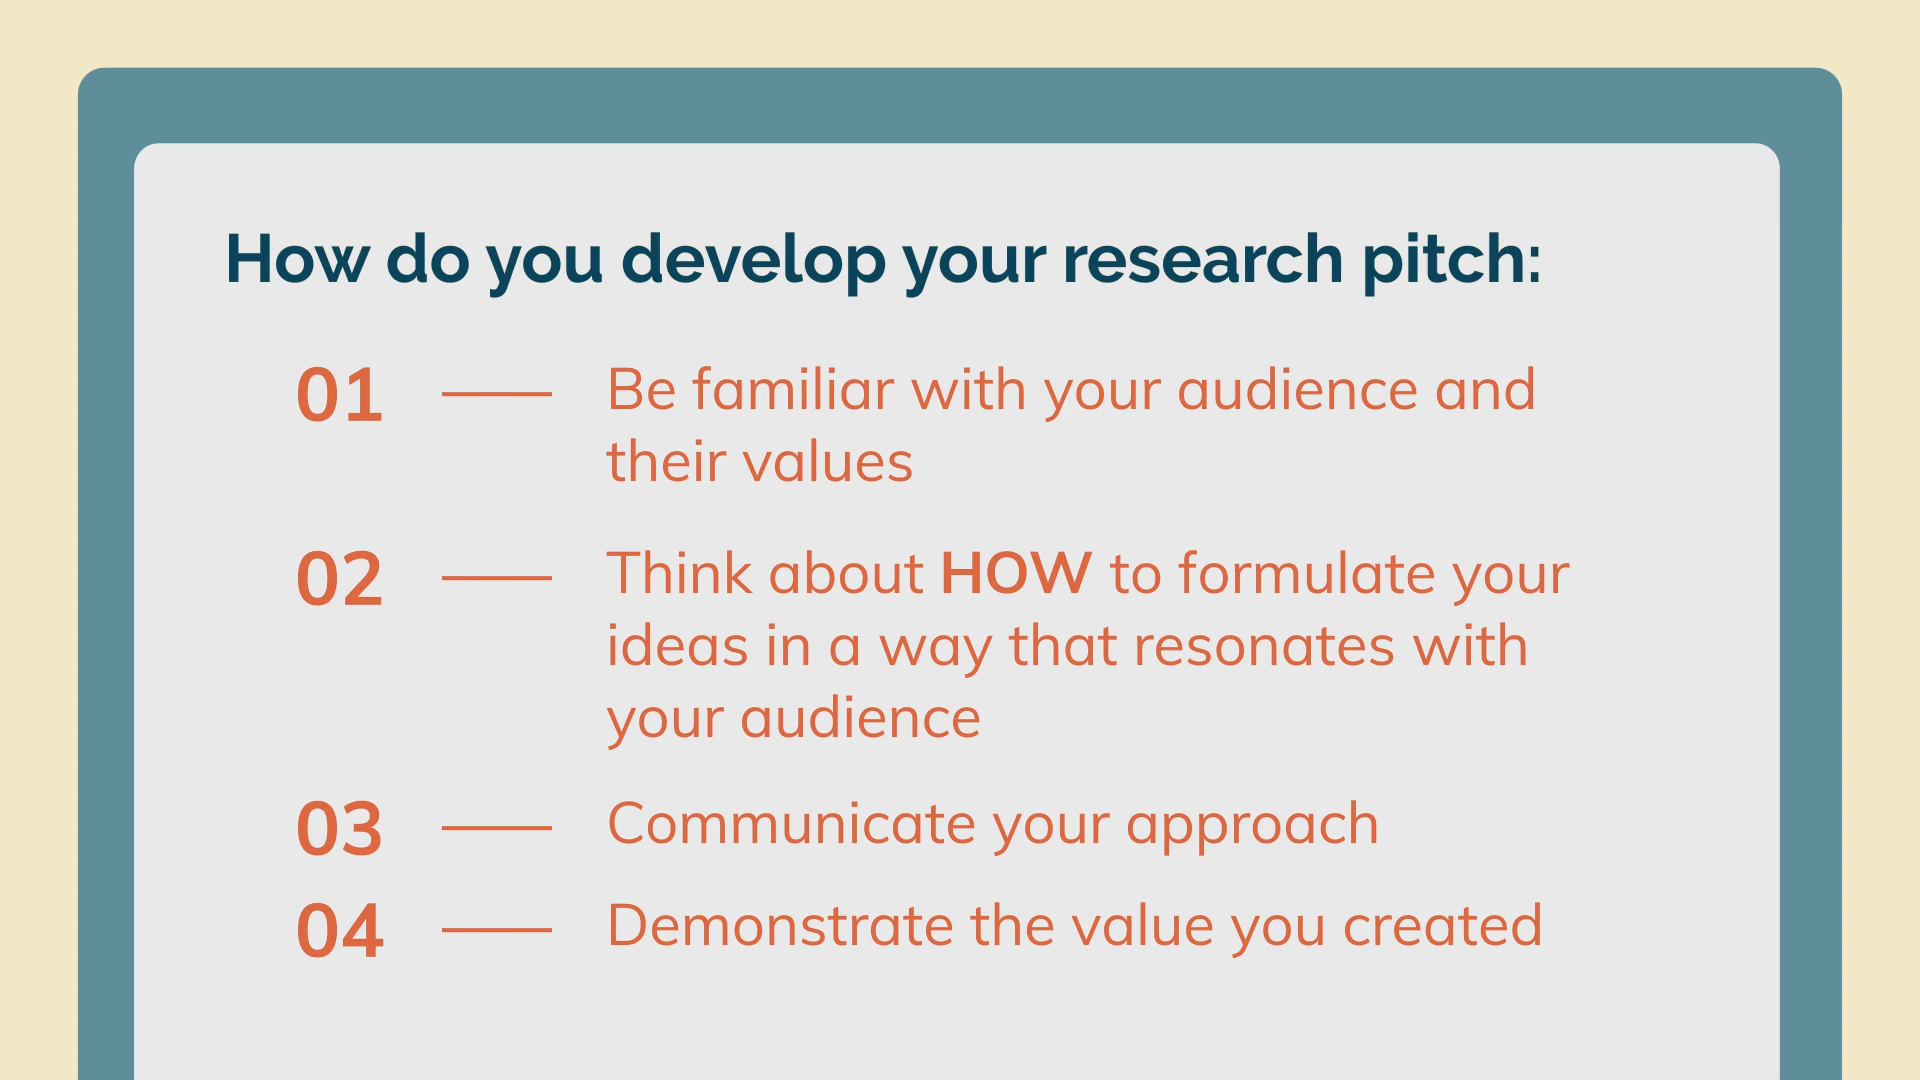 How do you develop your research pitch:
01 Be familiar with your audience and
their values
02 Think about HOW to formulate your
ideas in a way that resonates with
your audience
03 Communicate your approach
04 Demonstrate the value you created